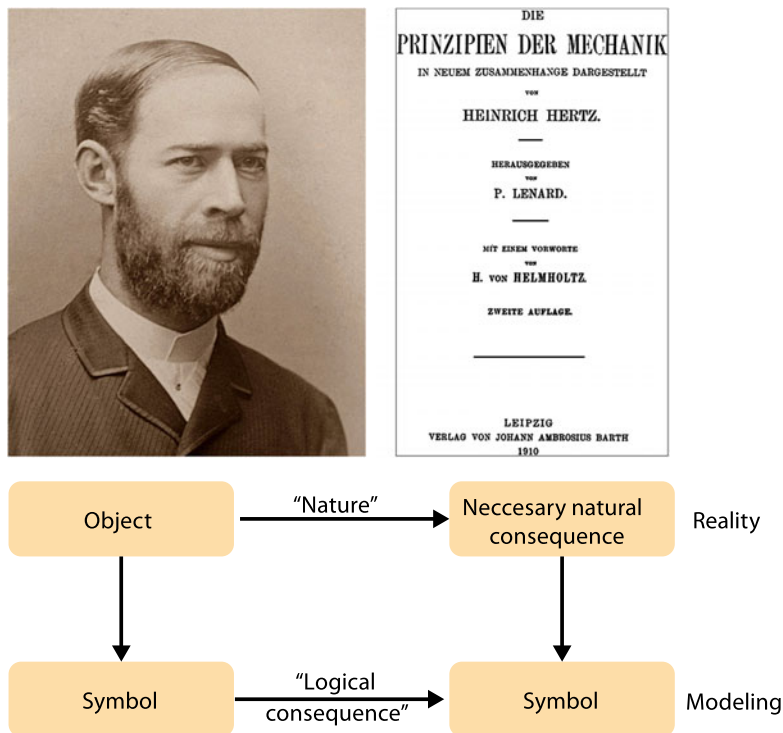 DIE
PRINZIPIEN DER MECHANIK
IN NEUEM ZUSAMMENHANGE DARGESTELLT
VON
HEINRICH HERTZ.
HERAUSGEGEBEN
VON
P. LENARD.
MIT EINEM VORWORTE
VON
H. VON HELMHOLTZ.
ZWEITE AUFLAGE.
LEIPZIG
VERLAG VON JOHANN AMBROSIUS BARTH
1910
Object
“Nature”
Neccesary natural
consequence
Reality
Symbol
“Logical
consequence”
Symbol
Modeling